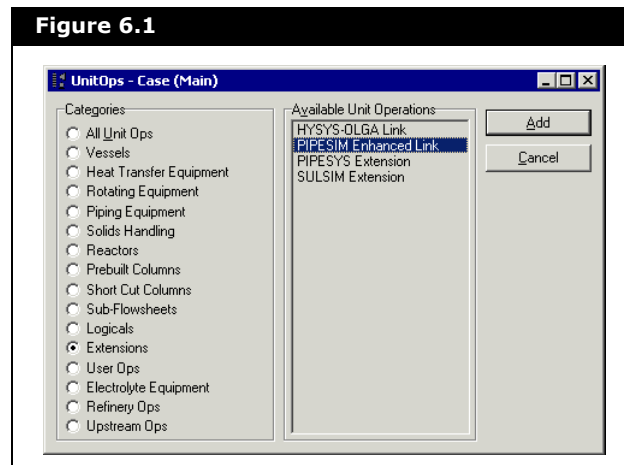 Figure 6.1
UnitOps - Case (Main)
Categories
All Unit Ops
Vessels
Heat Transfer Equipment
Rotating Equipment
Piping Equipment
Solids Handling
Reactors
Prebuilt Columns
Short Cut Columns
Sub-Flowsheets
Logicals
Extensions
User Ops
Electrolyte Equipment
Refinery Ops
Upstream Ops
Available Unit Operations
HYSYS-OLGA Link
PIPESIM Enhanced Link
PIPESYS Extension
SULSIM Extension
Add
Cancel